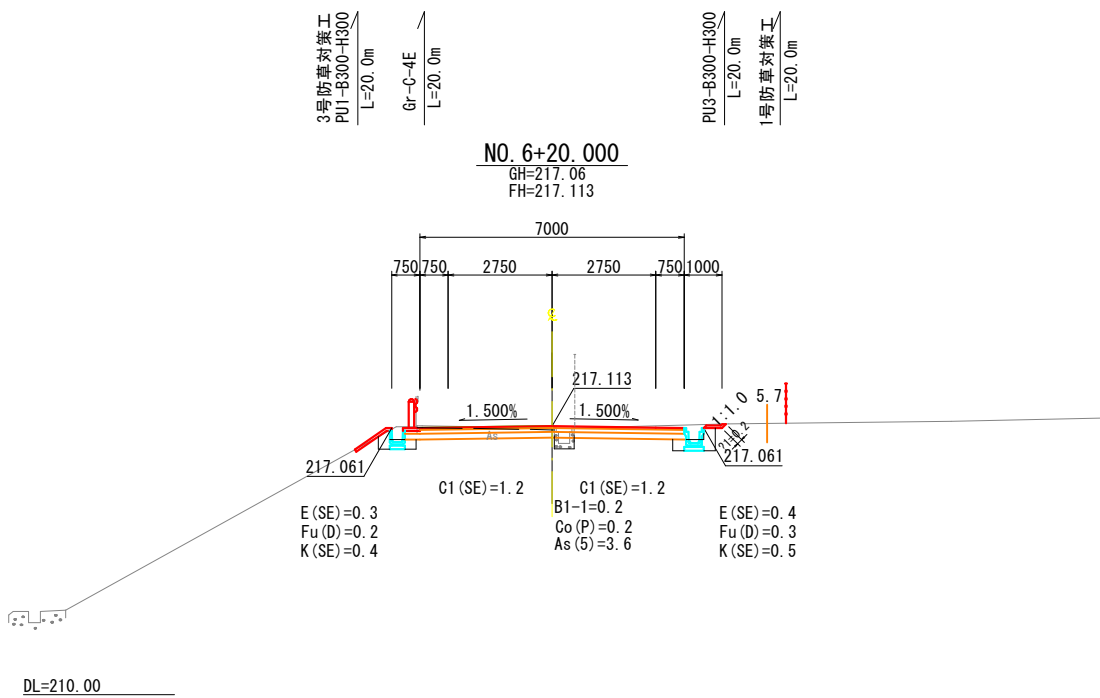 3号防草対策工
PU1-B300-H300
L=20.0m
Gr-C-4E
L=20.0m
PU3-B300-H300
L=20.0m
1号防草対策工
L=20.0m
NO.6+20.000
GH=217.06
FH=217.113
7000
750
750
2750
2750
750
1000
217.113
1.500%
1.500%
1:1.0
5.7
As
217.061
217.061
C1(SE)=1.2
C1(SE)=1.2
B1-1=0.2
Co(P)=0.2
As(5)=3.6
E(SE)=0.3
Fu(D)=0.2
K(SE)=0.4
E(SE)=0.4
Fu(D)=0.3
K(SE)=0.5
DL=210.00